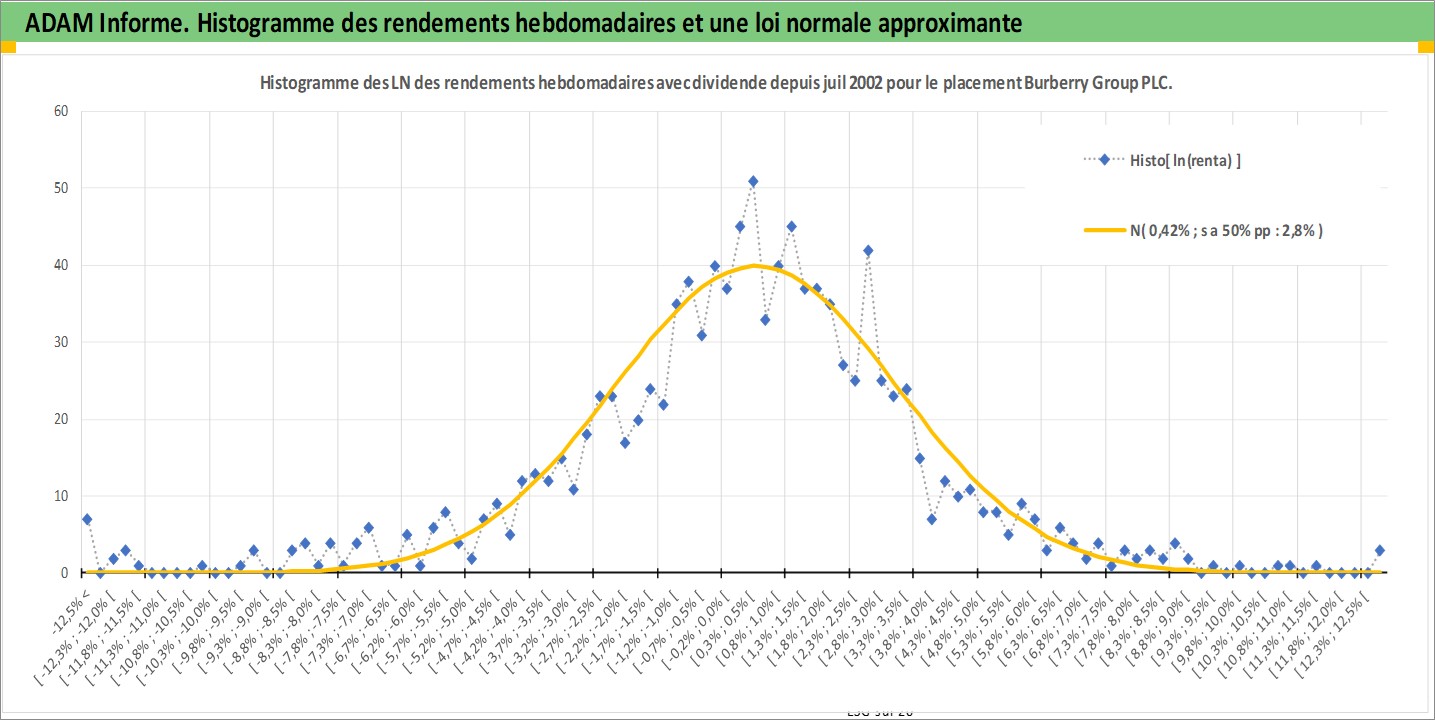 ADAM Informe. Histogramme des rendements hebdomadaires et une loi normale approximante
Histogramme des LN des rendements hebdomadaires avec dividende depuis juil 2002 pour le placement Burberry Group PLC.
60
50
40
30
20
10
0
Histo[ ln(renta) ]
N( 0,42% ; s a 50% pp : 2,8% )
-12,5% <
[ -12,3% ; -12,0% [
[ -11,8% ; -11,5% [
[ -11,3% ; -11,0% [
[ -10,8% ; -10,5% [
[ -10,3% ; -10,0% [
[ -9,8% ; -9,5% [
[ -9,3% ; -9,0% [
[ -8,8% ; -8,5% [
[ -8,3% ; -8,0% [
[ -7,8% ; -7,5% [
[ -7,3% ; -7,0% [
[ -6,7% ; -6,5% [
[ -6,2% ; -6,0% [
[ -5,7% ; -5,5% [
[ -5,2% ; -5,0% [
[ -4,7% ; -4,5% [
[ -4,2% ; -4,0% [
[ -3,7% ; -3,5% [
[ -3,2% ; -3,0% [
[ -2,7% ; -2,5% [
[ -2,2% ; -2,0% [
[ -1,7% ; -1,5% [
[ -1,2% ; -1,0% [
[ -0,7% ; -0,5% [
[ -0,2% ; 0,0% [
[ 0,3% ; 0,5% [
[ 0,8% ; 1,0% [
[ 1,3% ; 1,5% [
[ 1,8% ; 2,0% [
[ 2,3% ; 2,5% [
[ 2,8% ; 3,0% [
[ 3,3% ; 3,5% [
[ 3,8% ; 4,0% [
[ 4,3% ; 4,5% [
[ 4,8% ; 5,0% [
[ 5,3% ; 5,5% [
[ 5,8% ; 6,0% [
[ 6,3% ; 6,5% [
[ 6,8% ; 7,0% [
[ 7,3% ; 7,5% [
[ 7,8% ; 8,0% [
[ 8,3% ; 8,5% [
[ 8,8% ; 9,0% [
[ 9,3% ; 9,5% [
[ 9,8% ; 10,0% [
[ 10,3% ; 10,5% [
[ 10,8% ; 11,0% [
[ 11,3% ; 11,5% [
[ 11,8% ; 12,0% [
[ 12,3% ; 12,5% [